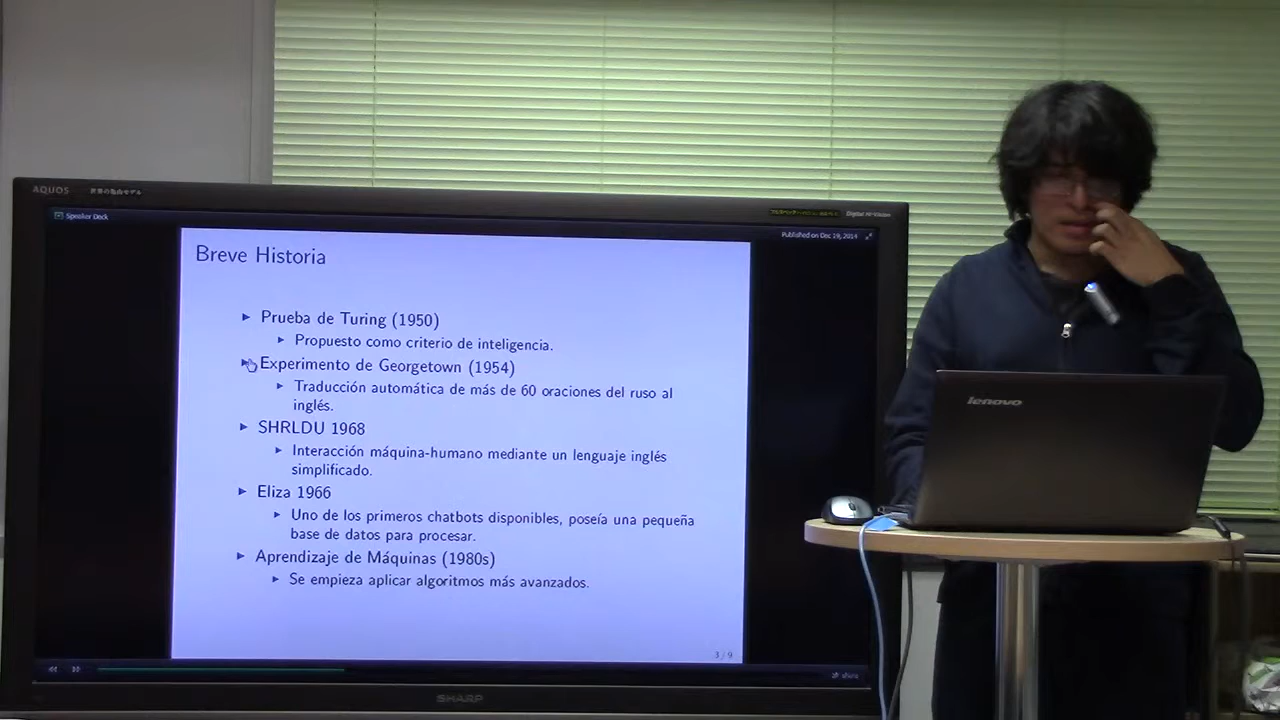 AQUOS
Speaker Deck
Digital Hi-Vision
Published on Dec 19, 2014
Breve Historia
Prueba de Turing (1950)
Propuesto como criterio de inteligencia.
Experimento de Georgetown (1954)
Traducción automática de más de 60 oraciones del ruso al
inglés.
SHRLDU 1968
Interacción máquina-humano mediante un lenguaje inglés
simplificado.
Eliza 1966
Uno de los primeros chatbots disponibles, poseía una pequeña
base de datos para procesar.
Aprendizaje de Máquinas (1980s)
Se empieza aplicar algoritmos más avanzados.
3 / 9
SHARP
lenovo